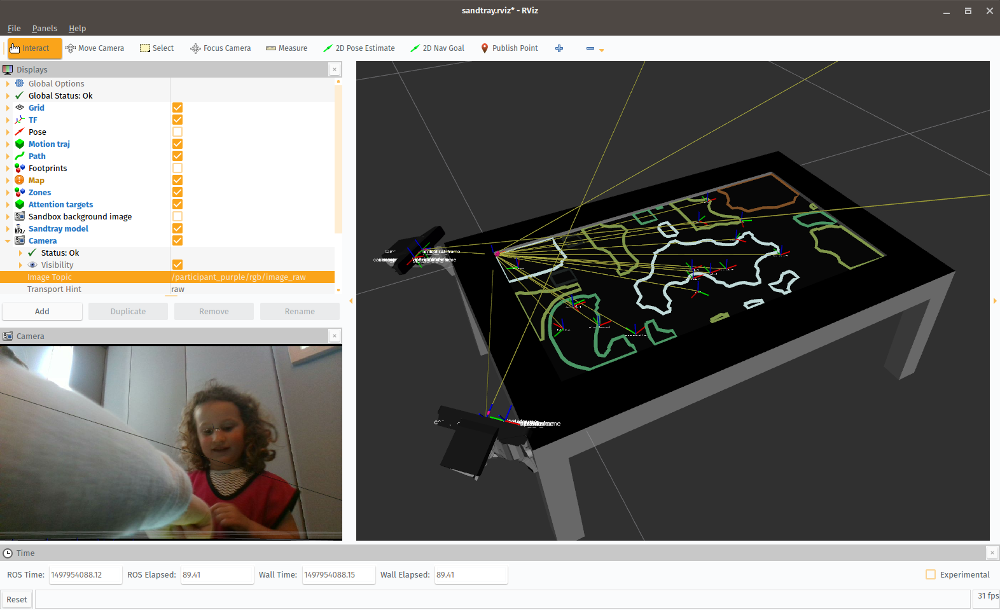 sandtray.rviz* - RViz
File Panels Help
Interact Move Camera Select Focus Camera Measure 2D Pose Estimate 2D Nav Goal Publish Point
Displays
Global Options
Global Status: Ok
Grid
TF
Pose
Motion traj
Path
Footprints
Map
Zones
Attention targets
Sandbox background image
Sandtray model
Camera
Status: Ok
Visibility
Image Topic /participant_purple/rgb/image_raw
Transport Hint raw
Add Duplicate Remove Rename
Camera
Time
ROS Time: 1497954088.12 ROS Elapsed: 89.41 Wall Time: 1497954088.15 Wall Elapsed: 89.41 Experimental
Reset 31 fps